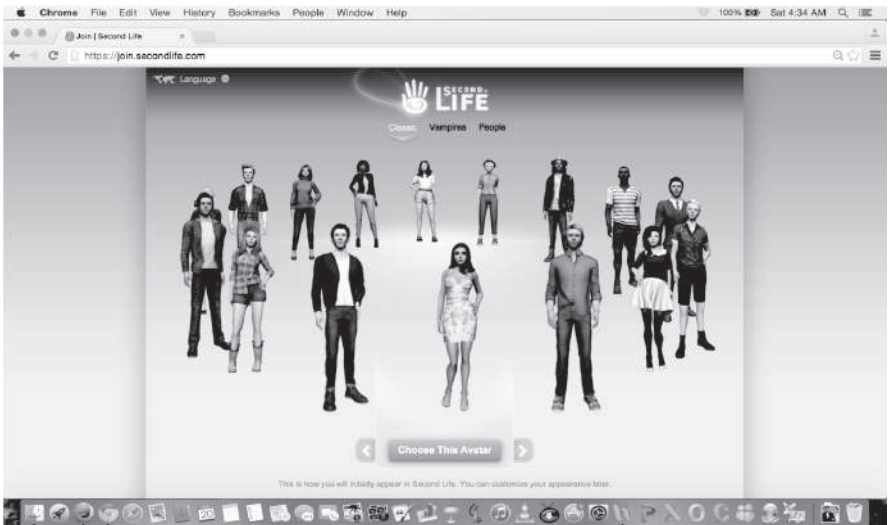 Chrome File Edit View History Bookmarks People Window Help 100% Sat 4:34 AM
Join | Second Life
https://join.secondlife.com
Language
SECOND LIFE
Classic Vampires People
Choose This Avatar
This is how you will initially appear in Second Life. You can customize your appearance later.
20